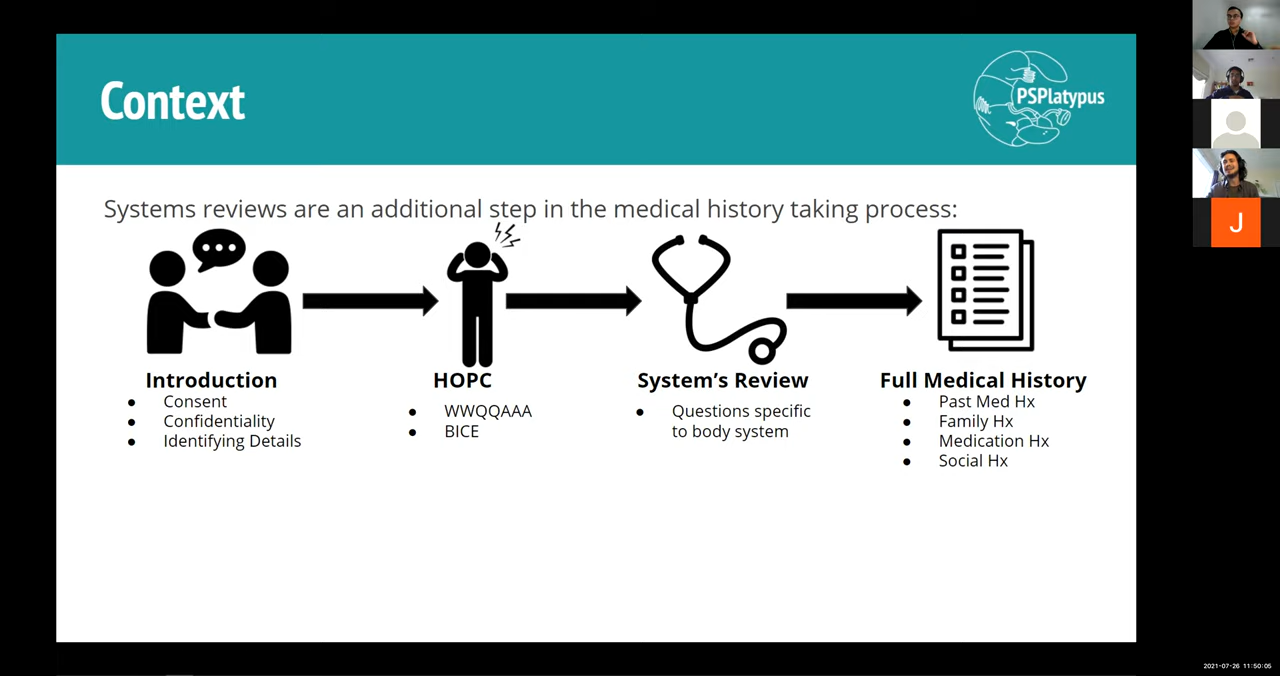 Context
PSPlatypus
Systems reviews are an additional step in the medical history taking process:
Introduction
• Consent
• Confidentiality
• Identifying Details
HOPC
• WWQQAAA
• BICE
System's Review
• Questions specific
to body system
Full Medical History
• Past Med Hx
• Family Hx
• Medication Hx
• Social Hx
J
2021-07-26 11:50:05